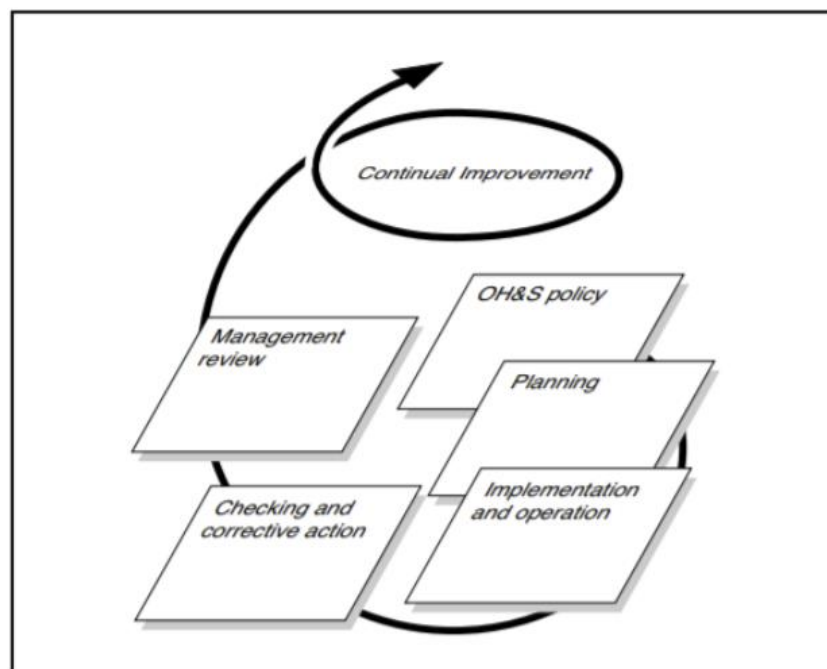 Continual Improvement
OH&S policy
Management
review
Planning
Implementation
and operation
Checking and
corrective action